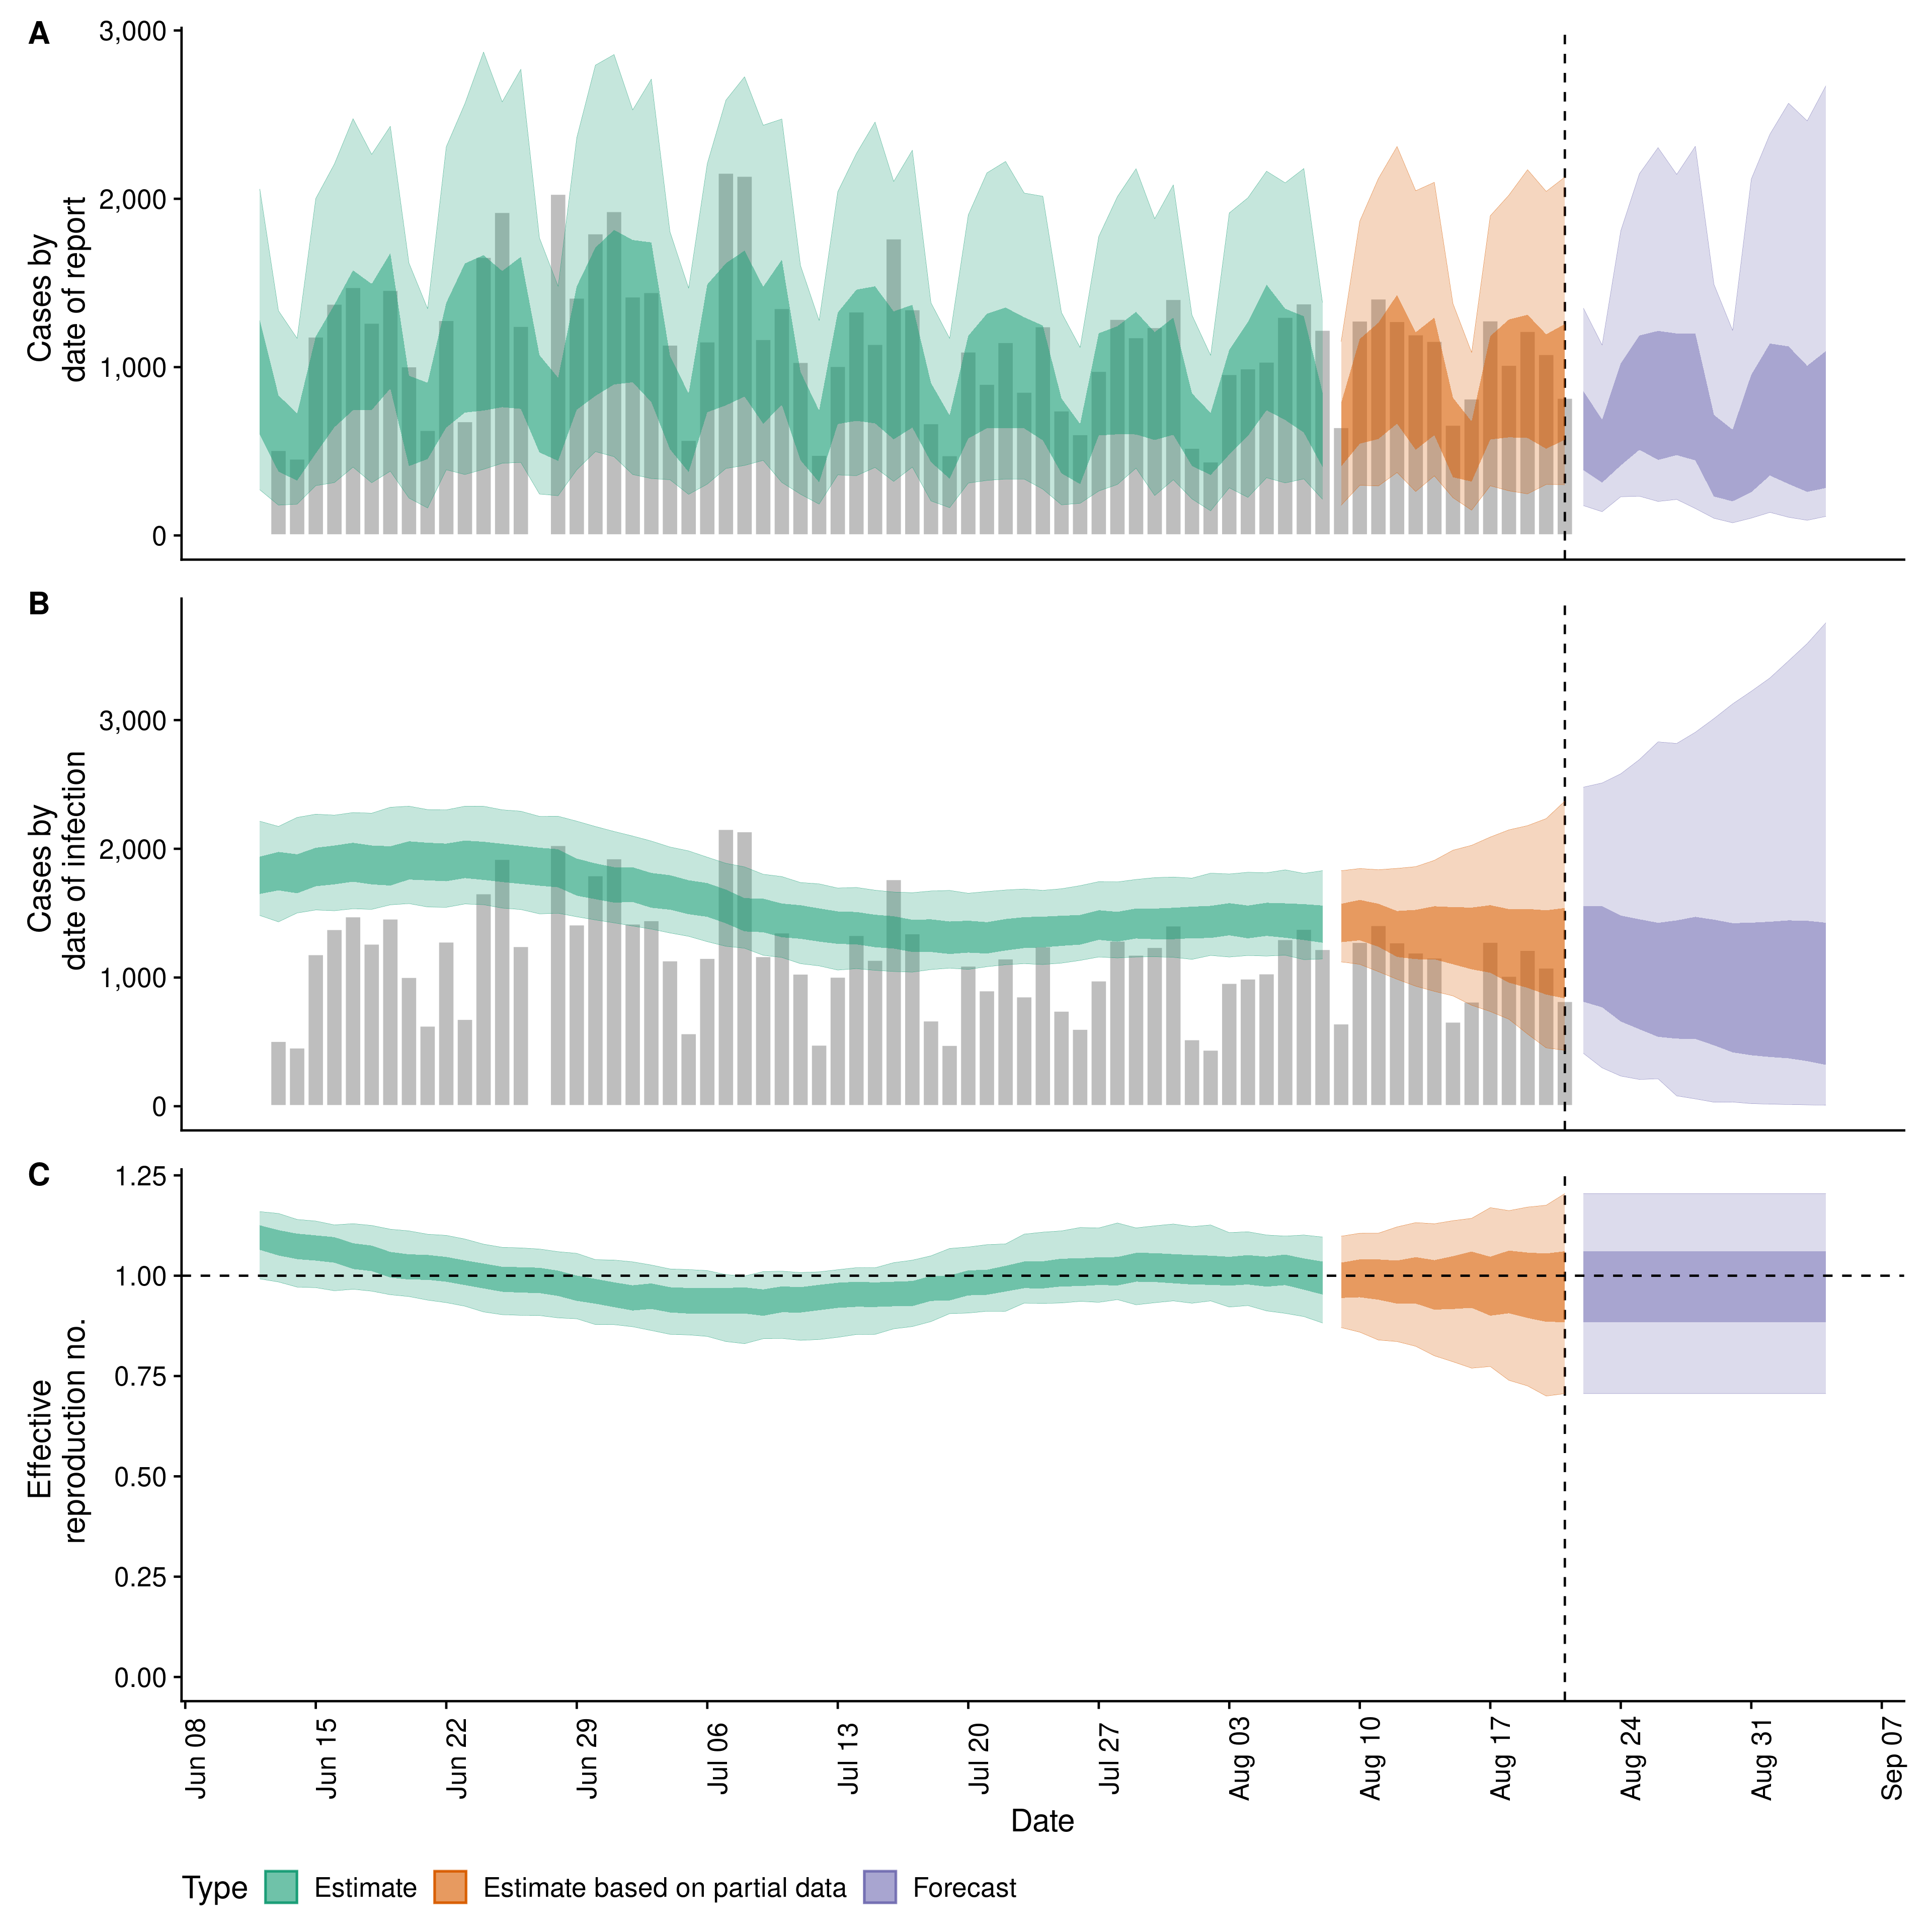 A
3,000
2,000
1,000
0
Cases by
date of report
B
3,000
2,000
1,000
0
Cases by
date of infection
C
1.25
1.00
0.75
0.50
0.25
0.00
Effective
reproduction no.
Jun 08
Jun 15
Jun 22
Jun 29
Jul 06
Jul 13
Jul 20
Jul 27
Aug 03
Aug 10
Aug 17
Aug 24
Aug 31
Sep 07
Date
Type Estimate Estimate based on partial data Forecast